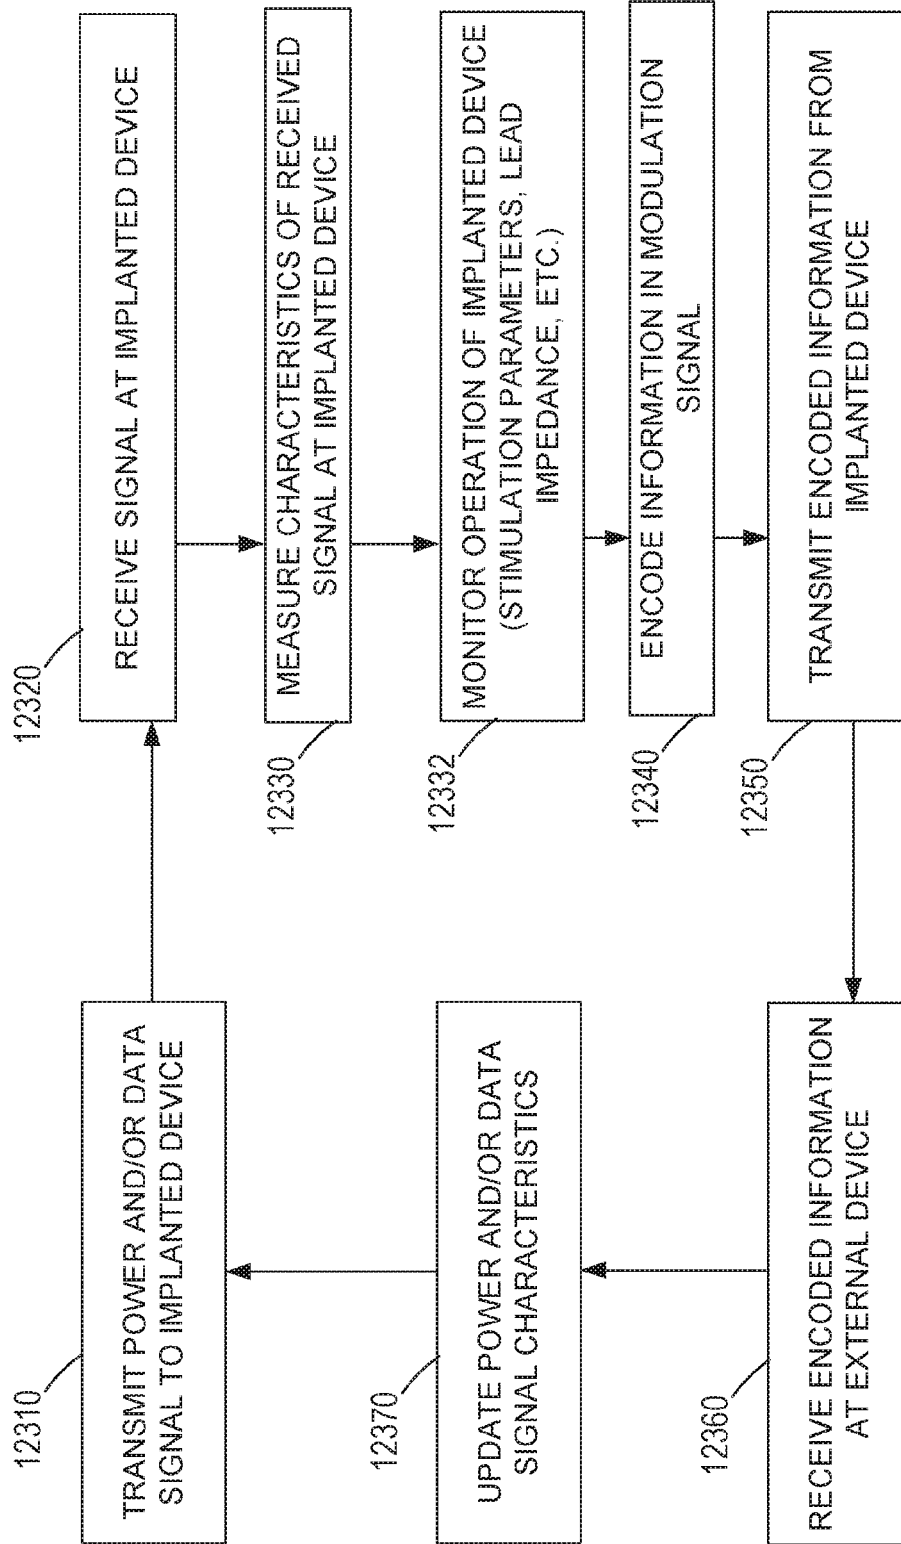 12310
TRANSMIT POWER AND/OR DATA
SIGNAL TO IMPLANTED DEVICE
12320
RECEIVE SIGNAL AT IMPLANTED DEVICE
12330
MEASURE CHARACTERISTICS OF RECEIVED
SIGNAL AT IMPLANTED DEVICE
12332
MONITOR OPERATION OF IMPLANTED DEVICE
(STIMULATION PARAMETERS, LEAD
IMPEDANCE, ETC.)
12340
ENCODE INFORMATION IN MODULATION
SIGNAL
12350
TRANSMIT ENCODED INFORMATION FROM
IMPLANTED DEVICE
12360
RECEIVE ENCODED INFORMATION
AT EXTERNAL DEVICE
12370
UPDATE POWER AND/OR DATA
SIGNAL CHARACTERISTICS